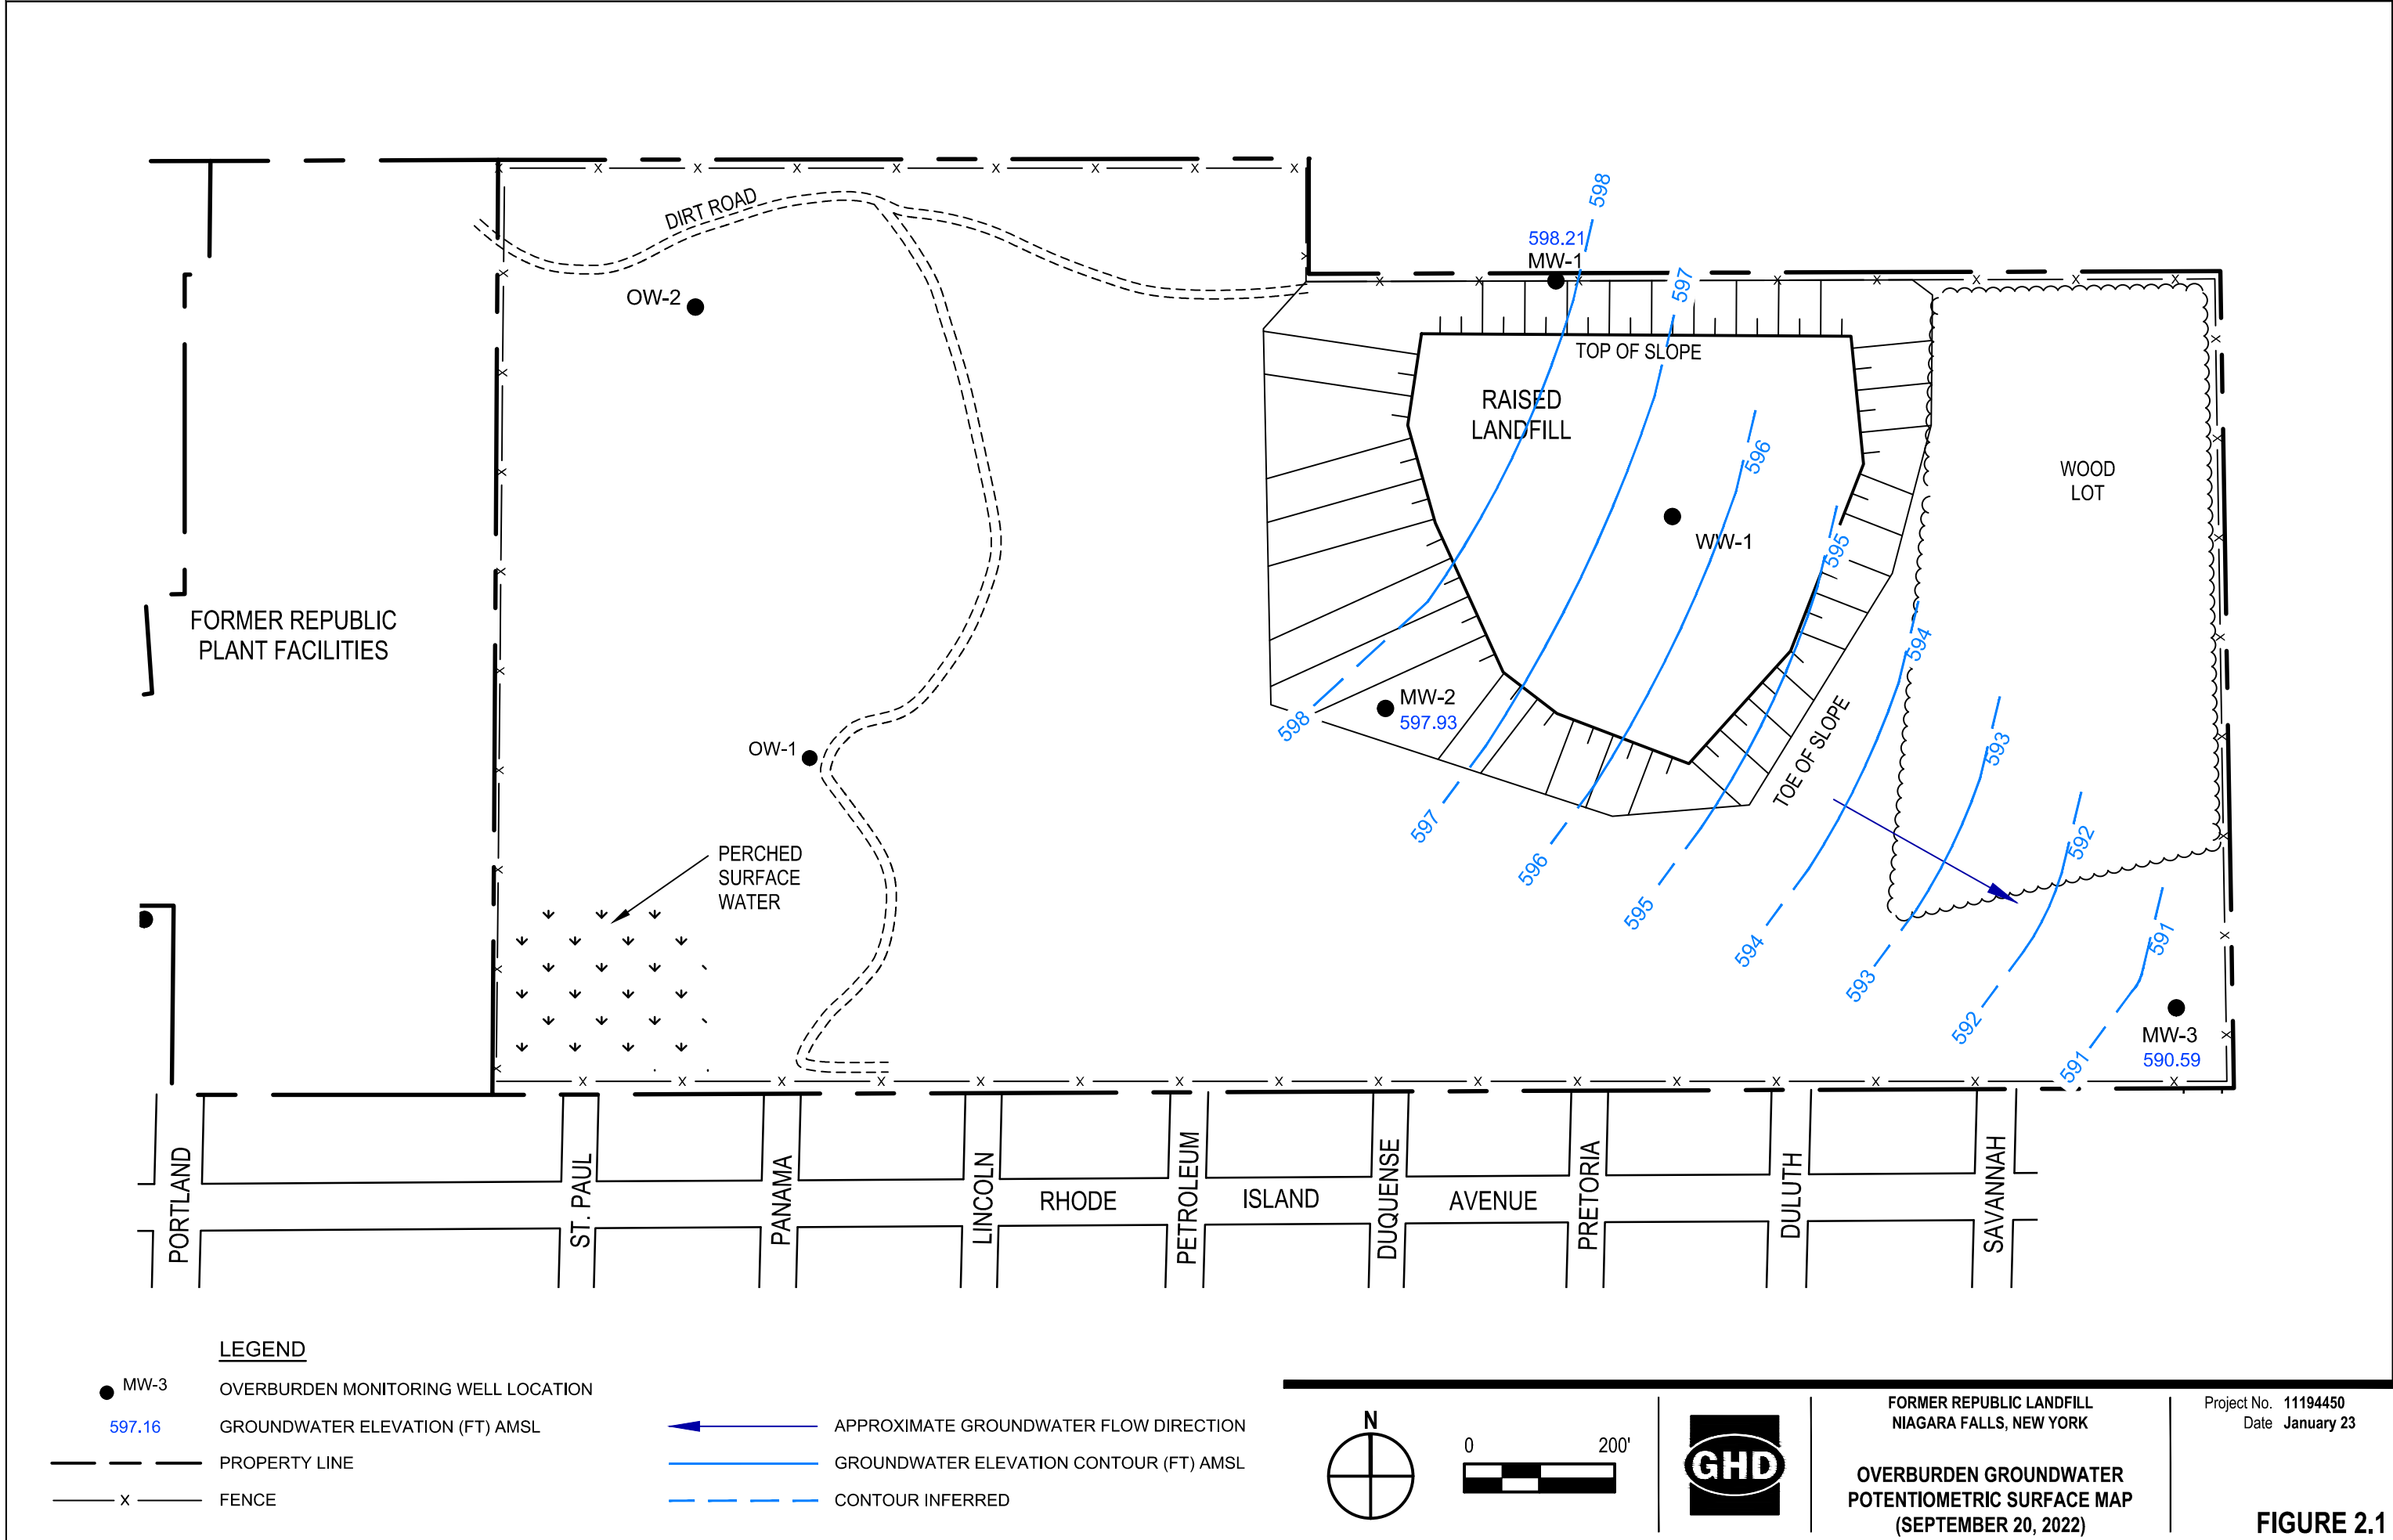 598
DIRT ROAD
598.21
MW-1
597
OW-2
TOP OF SLOPE
RAISED
LANDFILL
596
WOOD
LOT
WW-1
595
FORMER REPUBLIC
PLANT FACILITIES
594
MW-2
597.93
598
OW-1
593
TOE OF SLOPE
597
592
PERCHED
SURFACE
WATER
596
595
591
594
593
592
MW-3
590.59
591
PORTLAND
ST. PAUL
PANAMA
LINCOLN
RHODE
PETROLEUM
ISLAND
DUQUENSE
AVENUE
PRETORIA
DULUTH
SAVANNAH
LEGEND
MW-3
OVERBURDEN MONITORING WELL LOCATION
597.16
GROUNDWATER ELEVATION (FT) AMSL
PROPERTY LINE
X
FENCE
APPROXIMATE GROUNDWATER FLOW DIRECTION
GROUNDWATER ELEVATION CONTOUR (FT) AMSL
CONTOUR INFERRED
N
0 200'
GHD
FORMER REPUBLIC LANDFILL
NIAGARA FALLS, NEW YORK
OVERBURDEN GROUNDWATER
POTENTIOMETRIC SURFACE MAP
(SEPTEMBER 20, 2022)
Project No. 11194450
Date January 23
FIGURE 2.1